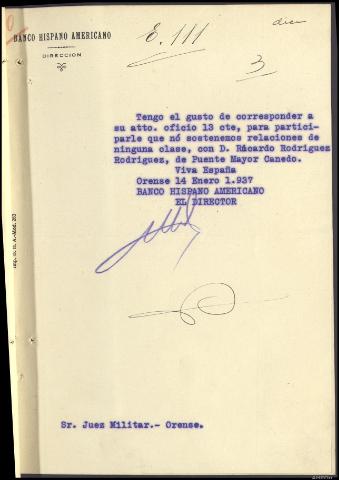 dieu
E. 111
BANCO HISPANO AMERICANO
DIRECCION
3
Tengo el gusto de corresponder a
su atto. oficio 13 cte, para partici-
parle que nó sostenemos relaciones de
ninguna clase, con D. Ricardo Rodriguez
Rodriguez, de Puente Mayor Canedo.
Viva España
Orense 14 Enero 1.937
BANCO HISPANO AMERICANO
EL DIRECTOR
Sr. Juez Militar.- Orense.